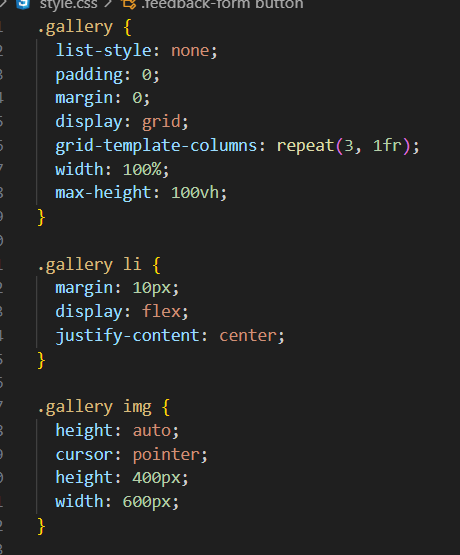 style.css > .feedback-form button
.gallery {
list-style: none;
padding: 0;
margin: 0;
display: grid;
grid-template-columns: repeat(3, 1fr);
width: 100%;
max-height: 100vh;
}
.gallery li {
margin: 10px;
display: flex;
justify-content: center;
}
.gallery img {
height: auto;
cursor: pointer;
height: 400px;
width: 600px;
}